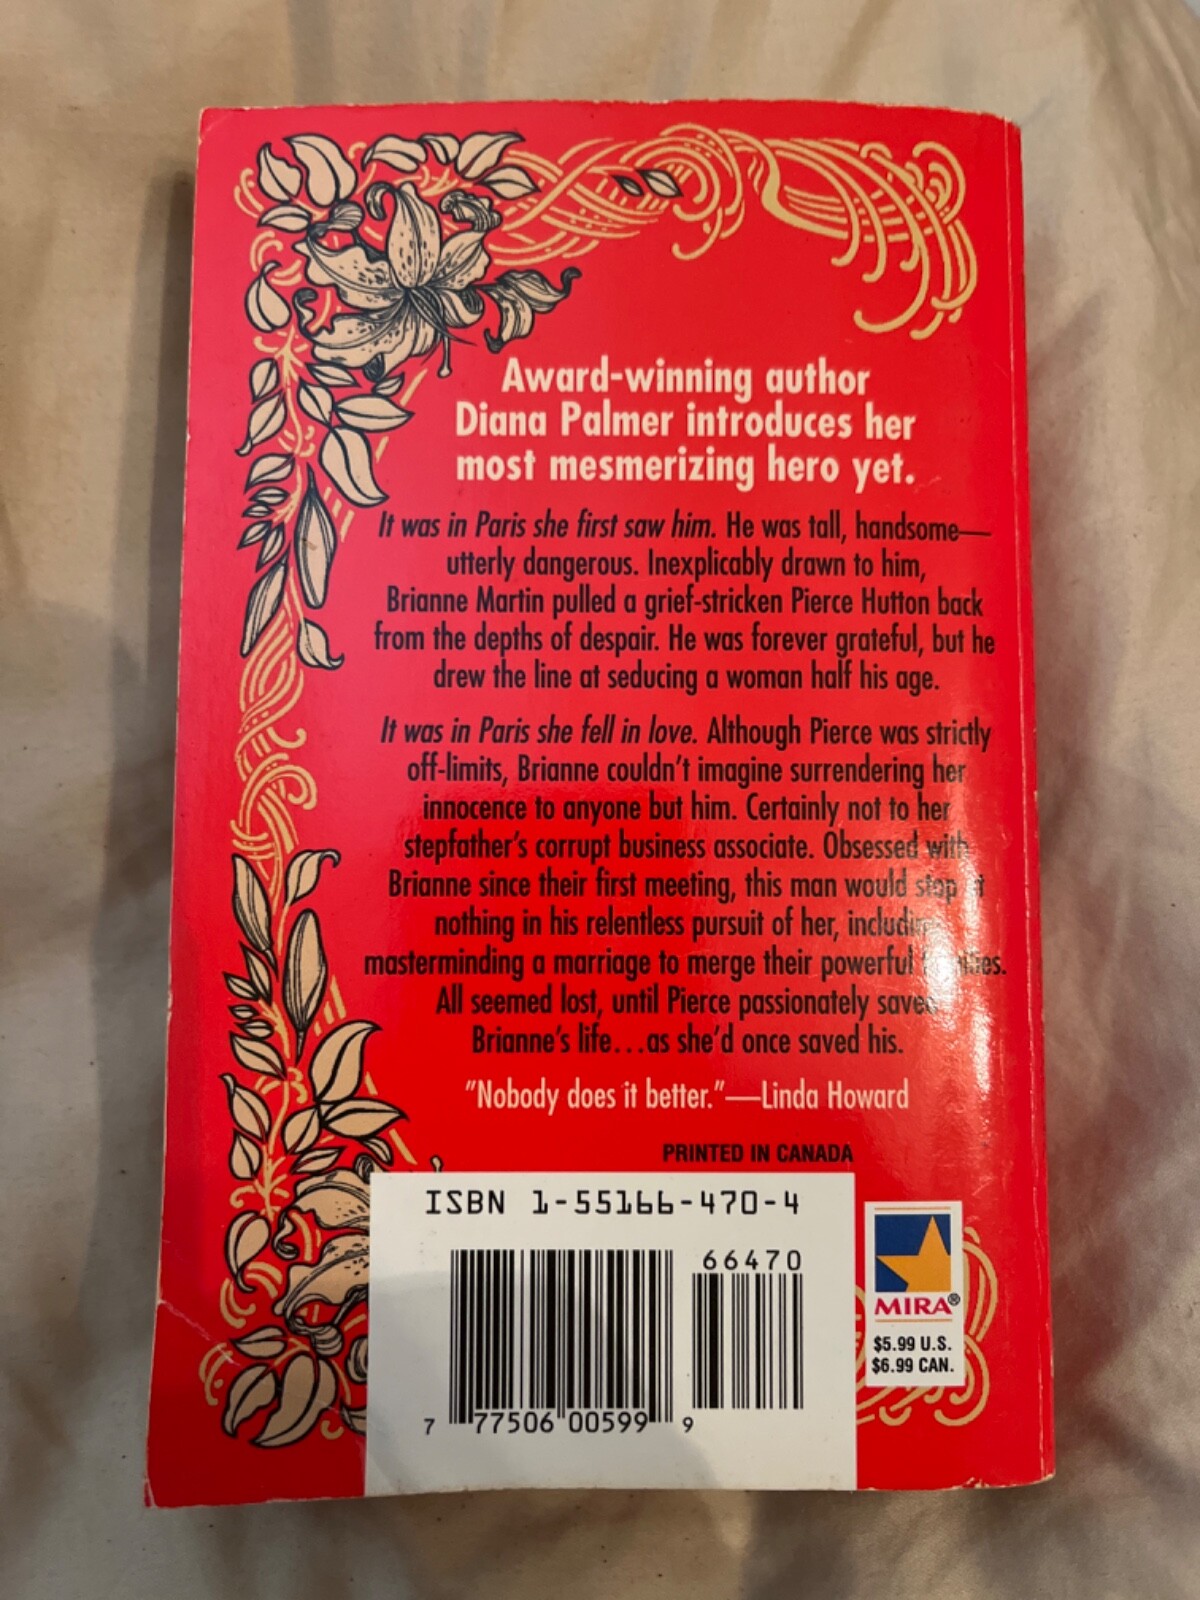 Award-winning author
Diana Palmer introduces her
most mesmerizing hero yet.
It was in Paris she first saw him. He was tall, handsome—
utterly dangerous. Inexplicably drawn to him,
Brianne Martin pulled a grief-stricken Pierce Hutton back
from the depths of despair. He was forever grateful, but he
drew the line at seducing a woman half his age.
It was in Paris she fell in love. Although Pierce was strictly
off-limits, Brianne couldn't imagine surrendering her
innocence to anyone but him. Certainly not to her
stepfather's corrupt business associate. Obsessed with
Brianne since their first meeting, this man would stop at
nothing in his relentless pursuit of her, including
masterminding a marriage to merge their powerful
All seemed lost, until Pierce passionately saved
Brianne's life...as she'd once saved his.
"Nobody does it better."—Linda Howard
PRINTED IN CANADA
ISBN 1-55166-470-4
66470
7 77506 00599 9
MIRA®
$5.99 U.S.
$6.99 CAN.